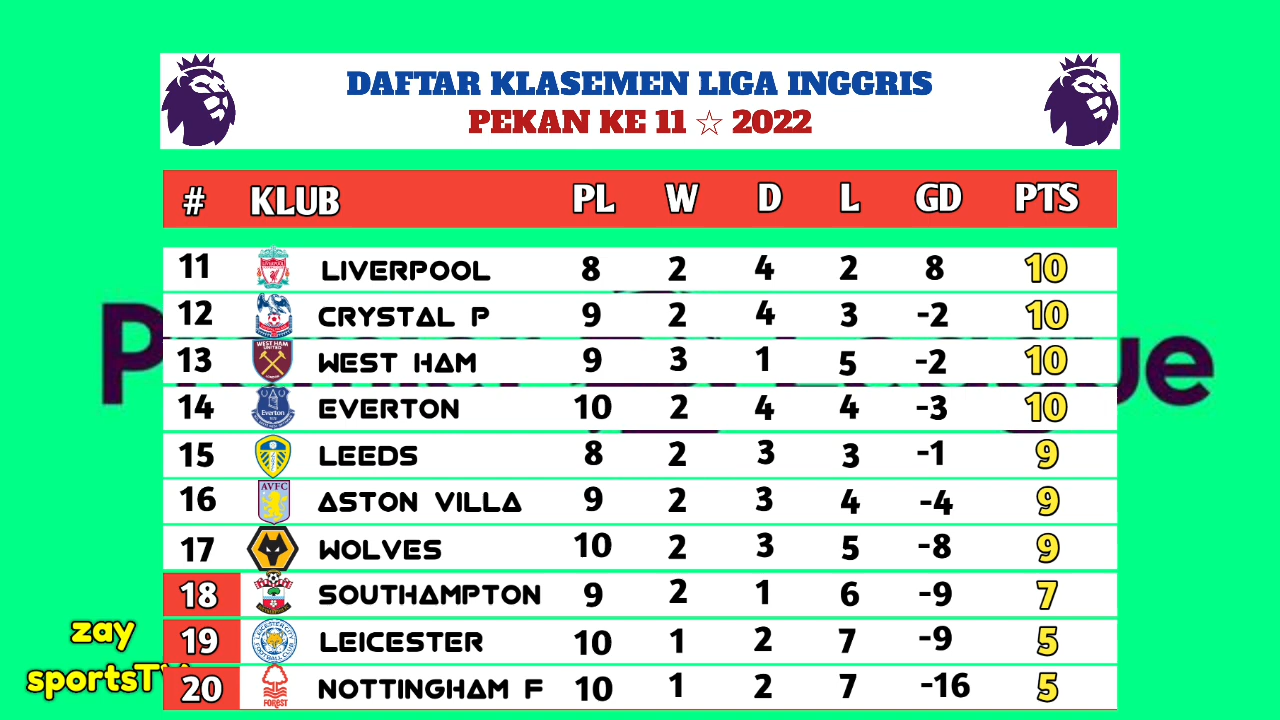 DAFTAR KLASEMEN LIGA INGGRIS
PEKAN KE 11 ☆ 2022
# KLUB PL W D L GD PTS
11 LIVERPOOL 8 2 4 2 8 10
12 CRYSTAL P 9 2 4 3 -2 10
13 WEST HAM 9 3 1 5 -2 10
14 EVERTON 10 2 4 4 -3 10
15 LEEDS 8 2 3 3 -1 9
16 AVFC ASTON VILLA 9 2 3 4 -4 9
17 WOLVES 10 2 3 5 -8 9
18 SOUTHAMPTON 9 2 1 6 -9 7
19 LEICESTER 10 1 2 7 -9 5
20 FOREST NOTTINGHAM F 10 1 2 7 -16 5
zay
sportsTV